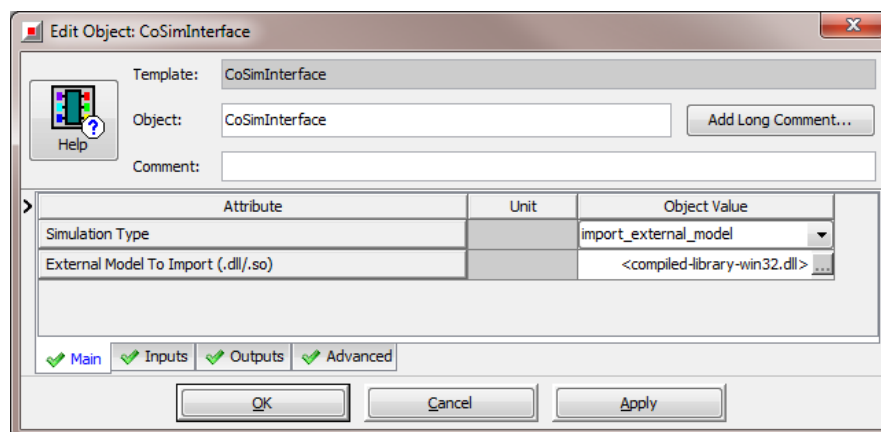 Edit Object: CoSimInterface
Template: CoSimInterface
Help
Object: CoSimInterface Add Long Comment...
Comment:
Attribute Unit Object Value
Simulation Type import_external_model
External Model To Import (.dll/.so) <compiled-library-win32.dll> ...
Main Inputs Outputs Advanced
OK Cancel Apply